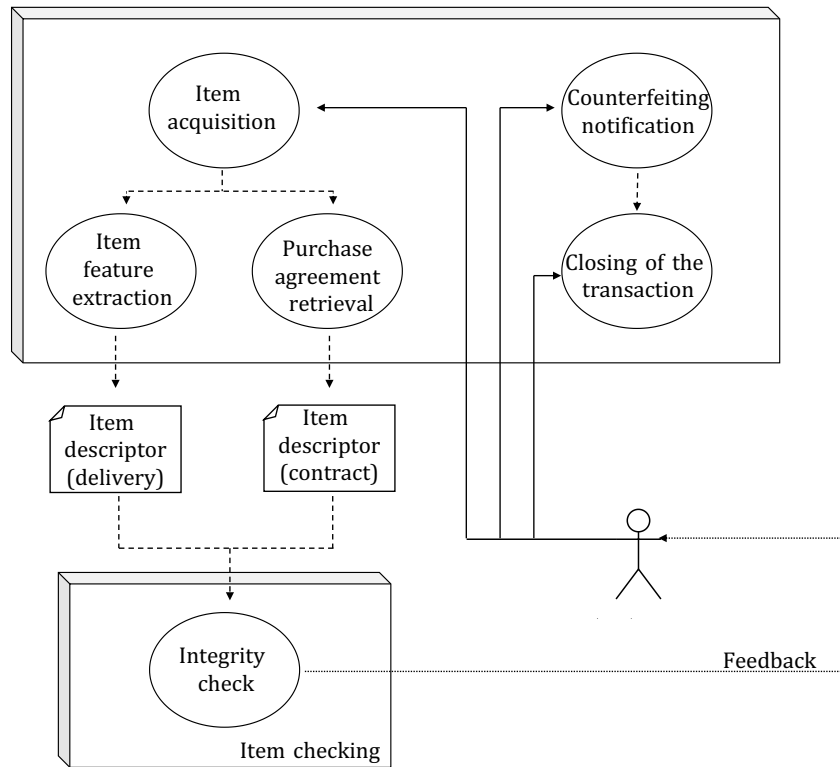 Item
acquisition
Counterfeiting
notification
Item
feature
extraction
Purchase
agreement
retrieval
Closing of the
transaction
Item
descriptor
(delivery)
Item
descriptor
(contract)
Integrity
check
Feedback
Item checking